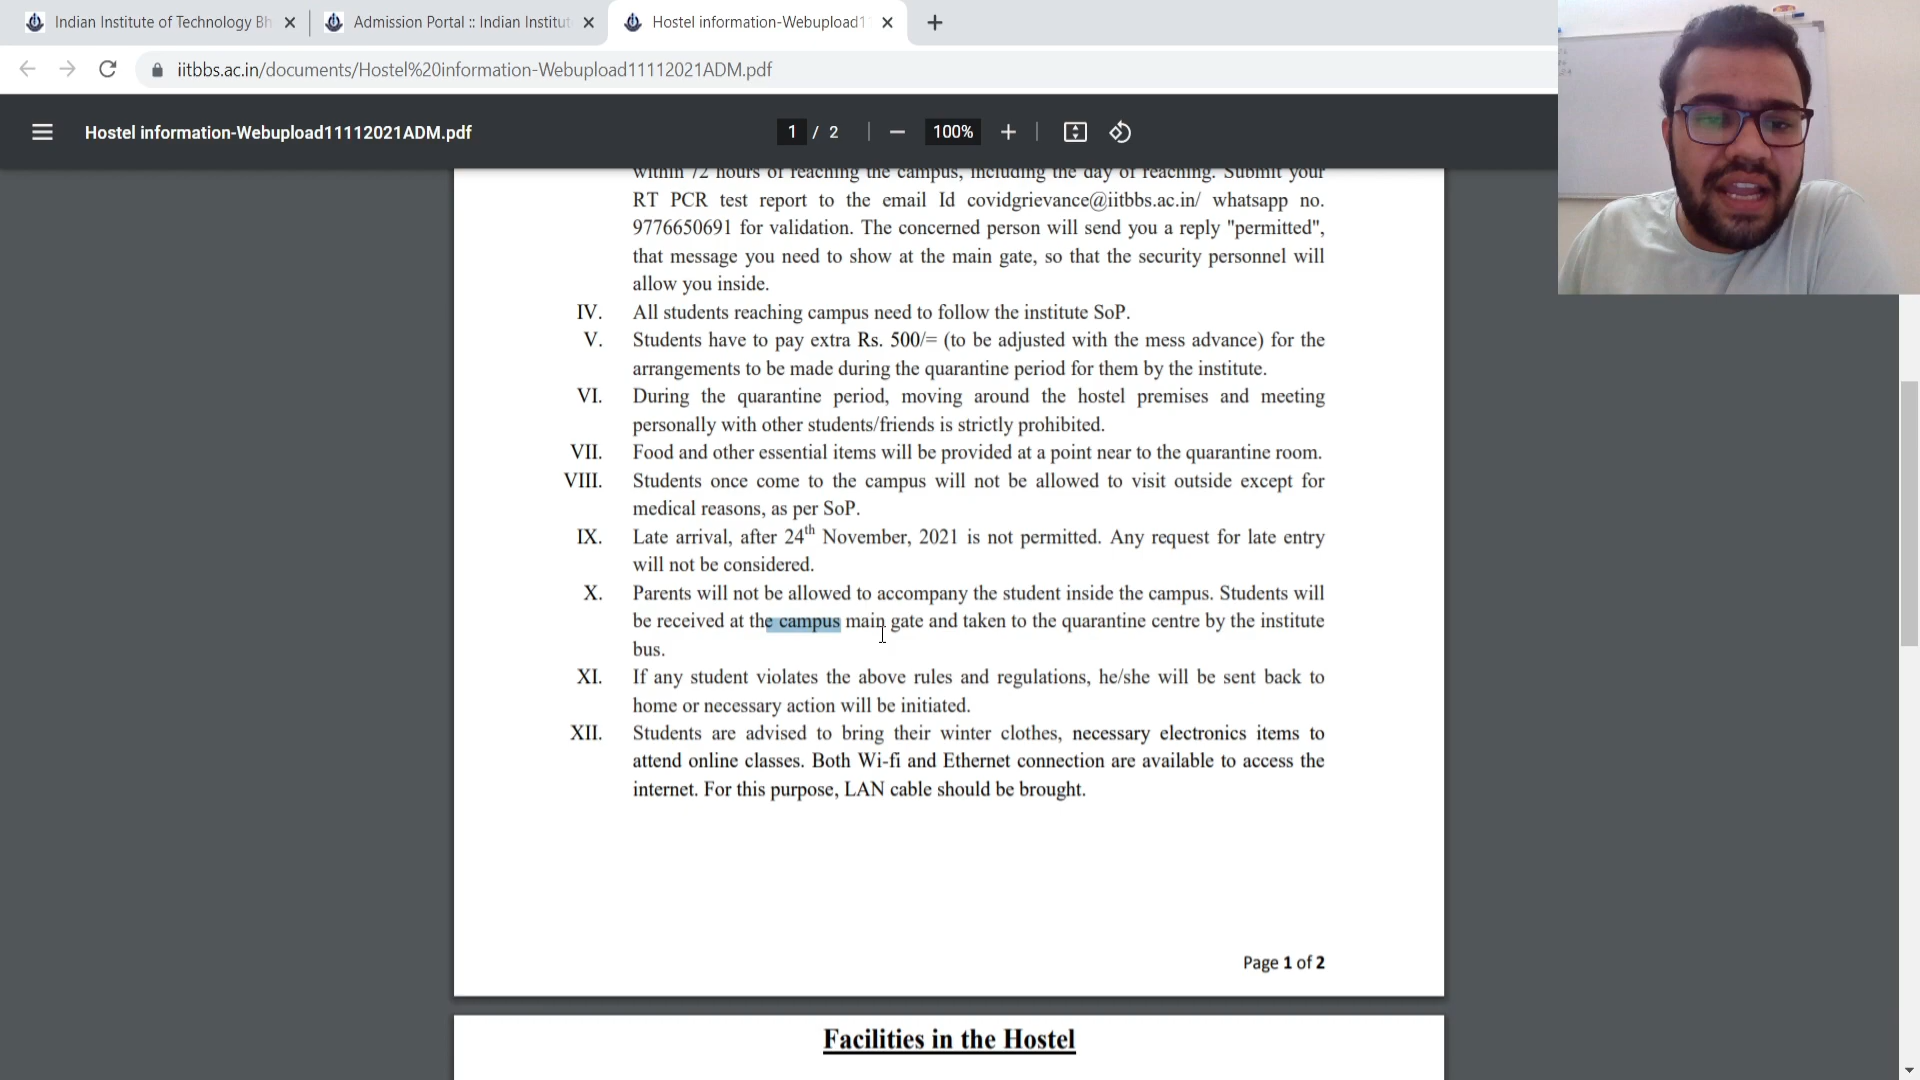 Indian Institute of Technology Bh
Admission Portal :: Indian Institut
Hostel information-Webupload1
iitbbs.ac.in/documents/Hostel%20information-Webupload11112021ADM.pdf
Hostel information-Webupload11112021ADM.pdf
1 / 2
100%
within 72 hours of reaching the campus, including the day of reaching. Submit your
RT PCR test report to the email Id covidgrievance@iitbbs.ac.in/ whatsapp no.
9776650691 for validation. The concerned person will send you a reply "permitted",
that message you need to show at the main gate, so that the security personnel will
allow you inside.
IV. All students reaching campus need to follow the institute SoP.
V. Students have to pay extra Rs. 500/= (to be adjusted with the mess advance) for the
arrangements to be made during the quarantine period for them by the institute.
VI. During the quarantine period, moving around the hostel premises and meeting
personally with other students/friends is strictly prohibited.
VII. Food and other essential items will be provided at a point near to the quarantine room.
VIII. Students once come to the campus will not be allowed to visit outside except for
medical reasons, as per SoP.
IX. Late arrival, after 24th November, 2021 is not permitted. Any request for late entry
will not be considered.
X. Parents will not be allowed to accompany the student inside the campus. Students will
be received at the campus main gate and taken to the quarantine centre by the institute
bus.
XI. If any student violates the above rules and regulations, he/she will be sent back to
home or necessary action will be initiated.
XII. Students are advised to bring their winter clothes, necessary electronics items to
attend online classes. Both Wi-fi and Ethernet connection are available to access the
internet. For this purpose, LAN cable should be brought.
Page 1 of 2
Facilities in the Hostel